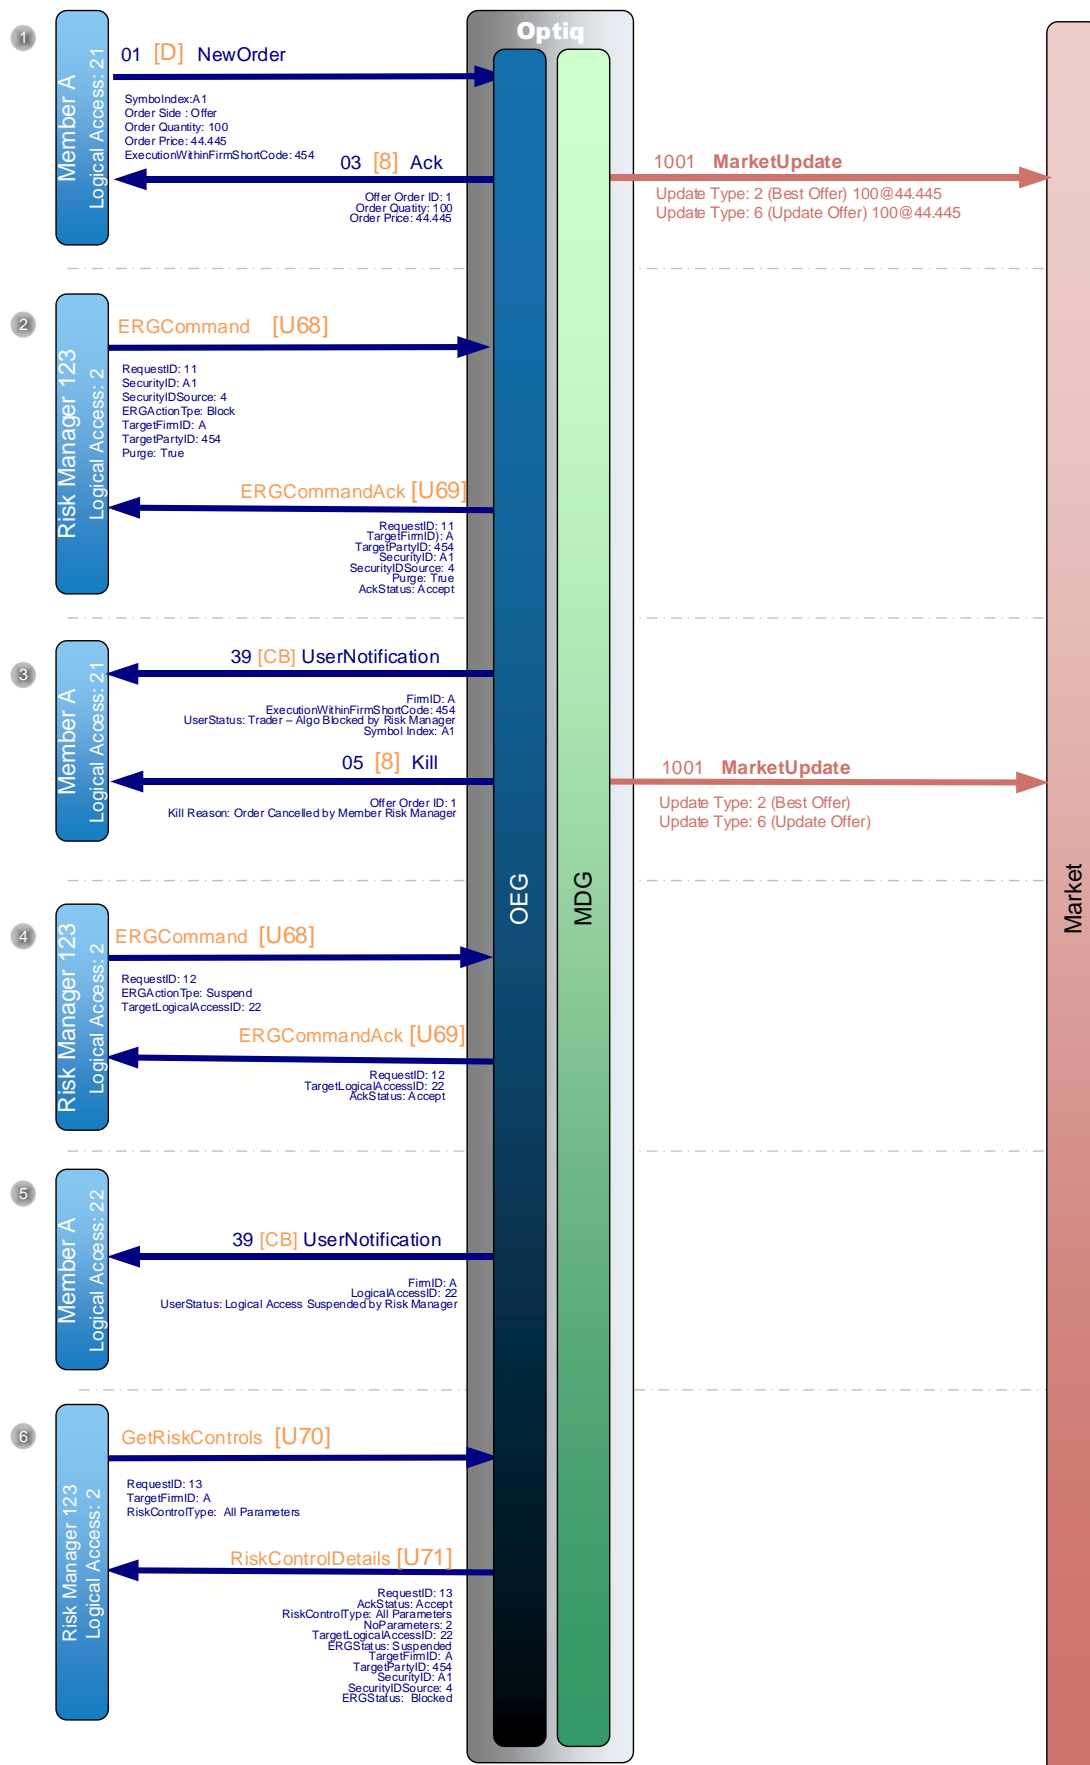 Optiq
1
Member A
Logical Access: 21
01 [D] NewOrder
SymboIndex:A1
Order Side : Offer
Order Quantity: 100
Order Price: 44.445
ExecutionWithinFirmShortCode: 454
03 [8] Ack
Offer Order ID: 1
Order Quatity: 100
Order Price: 44.445
1001 MarketUpdate
Update Type: 2 (Best Offer) 100@44.445
Update Type: 6 (Update Offer) 100@44.445
2
Risk Manager 123
Logical Access: 2
ERGCommand [U68]
RequestID: 11
SecurityID: A1
SecurityIDSource: 4
ERGActionTpe: Block
TargetFirmID: A
TargetPartyID: 454
Purge: True
ERGCommandAck [U69]
RequestID: 11
TargetFirmID): A
TargetPartyID: 454
SecurityID: A1
SecurityIDSource: 4
Purge: True
AckStatus: Accept
3
Member A
Logical Access: 21
39 [CB] UserNotification
FirmID: A
ExecutionWithinFirmShortCode: 454
UserStatus: Trader – Algo Blocked by Risk Manager
Symbol Index: A1
05 [8] Kill
Offer Order ID: 1
Kill Reason: Order Cancelled by Member Risk Manager
1001 MarketUpdate
Update Type: 2 (Best Offer)
Update Type: 6 (Update Offer)
OEG
MDG
Market
4
Risk Manager 123
Logical Access: 2
ERGCommand [U68]
RequestID: 12
ERGActionTpe: Suspend
TargetLogicalAccessID: 22
ERGCommandAck [U69]
RequestID: 12
TargetLogicalAccessID: 22
AckStatus: Accept
5
Member A
Logical Access: 22
39 [CB] UserNotification
FirmID: A
LogicalAccessID: 22
UserStatus: Logical Access Suspended by Risk Manager
6
Risk Manager 123
Logical Access: 2
GetRiskControls [U70]
RequestID: 13
TargetFirmID: A
RiskControlType: All Parameters
RiskControlDetails [U71]
RequestID: 13
AckStatus: Accept
RiskControlType: All Parameters
NoParameters: 2
TargetLogicalAccessID: 22
ERGStatus: Suspended
TargetFirmID: A
TargetPartyID: 454
SecurityID: A1
SecurityIDSource: 4
ERGStatus: Blocked